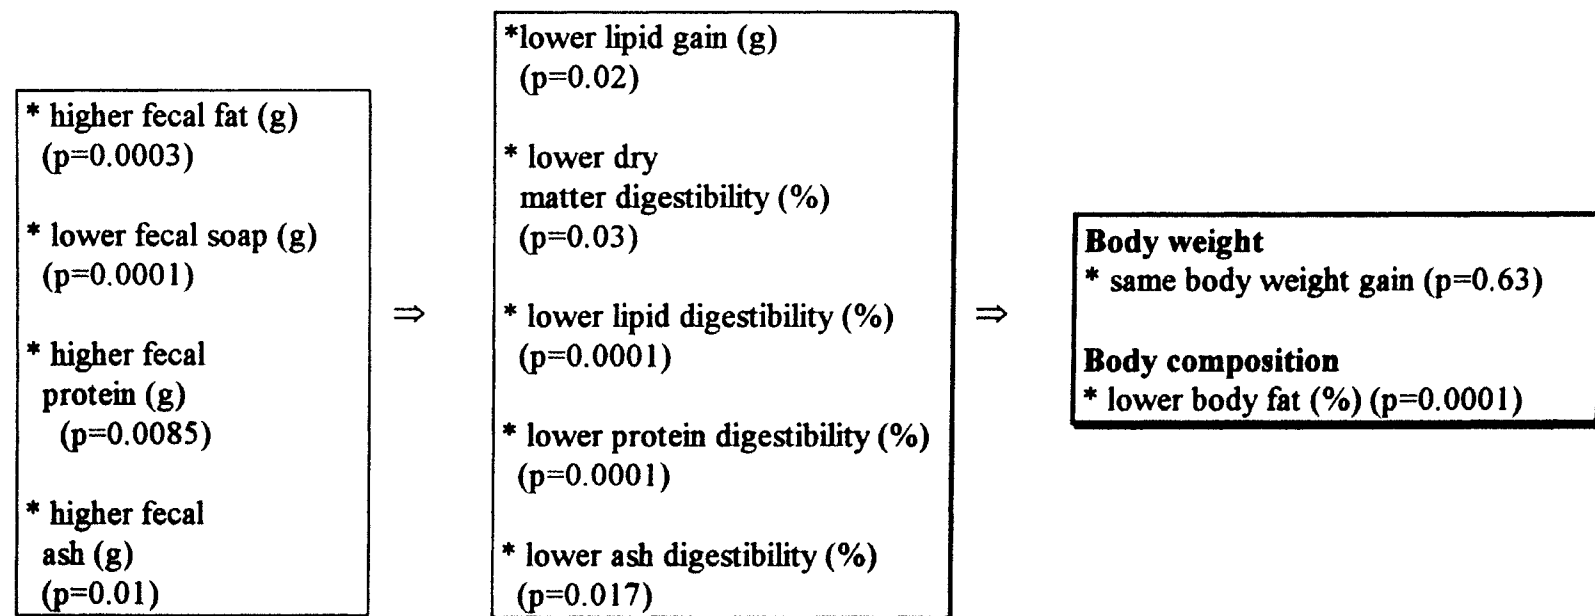 * higher fecal fat (g)
(p=0.0003)
* lower fecal soap (g)
(p=0.0001)
* higher fecal
protein (g)
(p=0.0085)
* higher fecal
ash (g)
(p=0.01)
⇒
*lower lipid gain (g)
(p=0.02)
* lower dry
matter digestibility (%)
(p=0.03)
* lower lipid digestibility (%)
(p=0.0001)
* lower protein digestibility (%)
(p=0.0001)
* lower ash digestibility (%)
(p=0.017)
⇒
Body weight
* same body weight gain (p=0.63)
Body composition
* lower body fat (%) (p=0.0001)